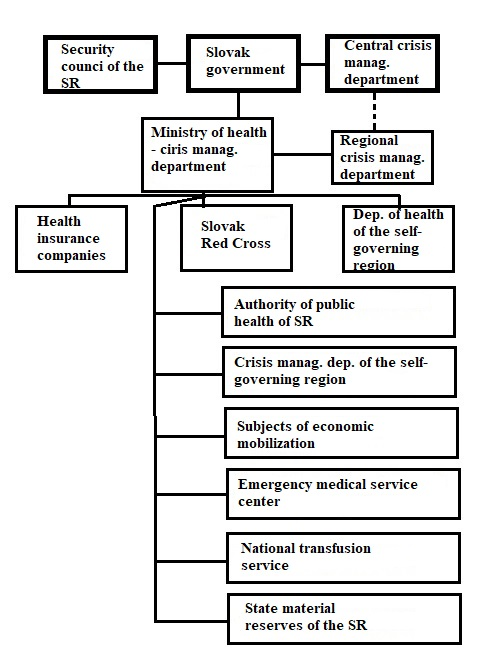 Security
counci of the
SR
Slovak
government
Central crisis
manag.
department
Ministry of health
- ciris manag.
department
Regional
crisis manag.
department
Health
insurance
companies
Slovak
Red Cross
Dep. of health
of the self-
governing
region
Authority of public
health of SR
Crisis manag. dep. of the self-
governing region
Subjects of economic
mobilization
Emergency medical service
center
National transfusion
service
State material
reserves of the SR